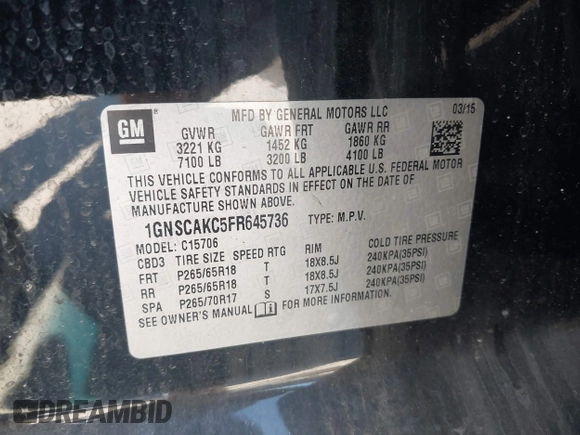 GM
MFD BY GENERAL MOTORS LLC 03/15
GVWR GAWR FRT GAWR RR
3221 KG 1452 KG 1860 KG
7100 LB 3200 LB 4100 LB
THIS VEHICLE CONFORMS TO ALL APPLICABLE U.S. FEDERAL MOTOR
VEHICLE SAFETY STANDARDS IN EFFECT ON THE DATE OF
MANUFACTURE SHOWN ABOVE.
1GNSCAKC5FR645736 TYPE: M.P.V.
MODEL: C15706
CBD3 TIRE SIZE SPEED RTG RIM COLD TIRE PRESSURE
FRT P265/65R18 T 18X8.5J 240KPA(35PSI)
RR P265/65R18 T 18X8.5J 240KPA(35PSI)
SPA P265/70R17 S 17X7.5J 240KPA(35PSI)
SEE OWNER'S MANUAL FOR MORE INFORMATION.
DREAMBID